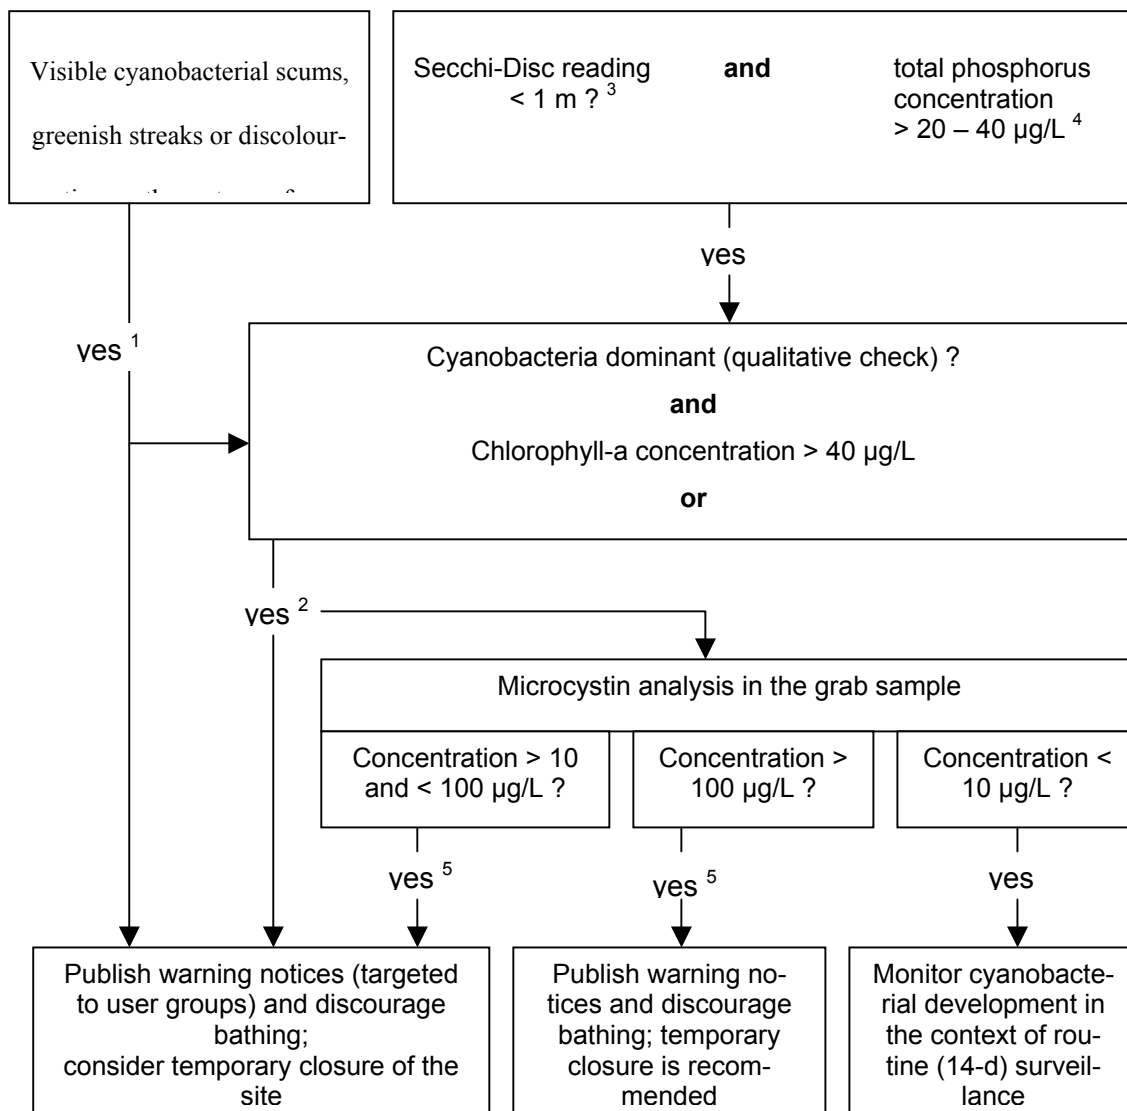 Visible cyanobacterial scums,
greenish streaks or discolour-
Secchi-Disc reading and total phosphorus
< 1 m ? 3 concentration
> 20 – 40 µg/L 4
yes
yes 1
Cyanobacteria dominant (qualitative check) ?
and
Chlorophyll-a concentration > 40 µg/L
or
yes 2
Microcystin analysis in the grab sample
Concentration > 10
and < 100 µg/L ?
Concentration >
100 µg/L ?
Concentration <
10 µg/L ?
yes 5
yes 5
yes
Publish warning notices (targeted
to user groups) and discourage
bathing;
consider temporary closure of the
site
Publish warning no-
tices and discourage
bathing; temporary
closure is recom-
mended
Monitor cyanobacte-
rial development in
the context of rou-
tine (14-d) surveil-
lance